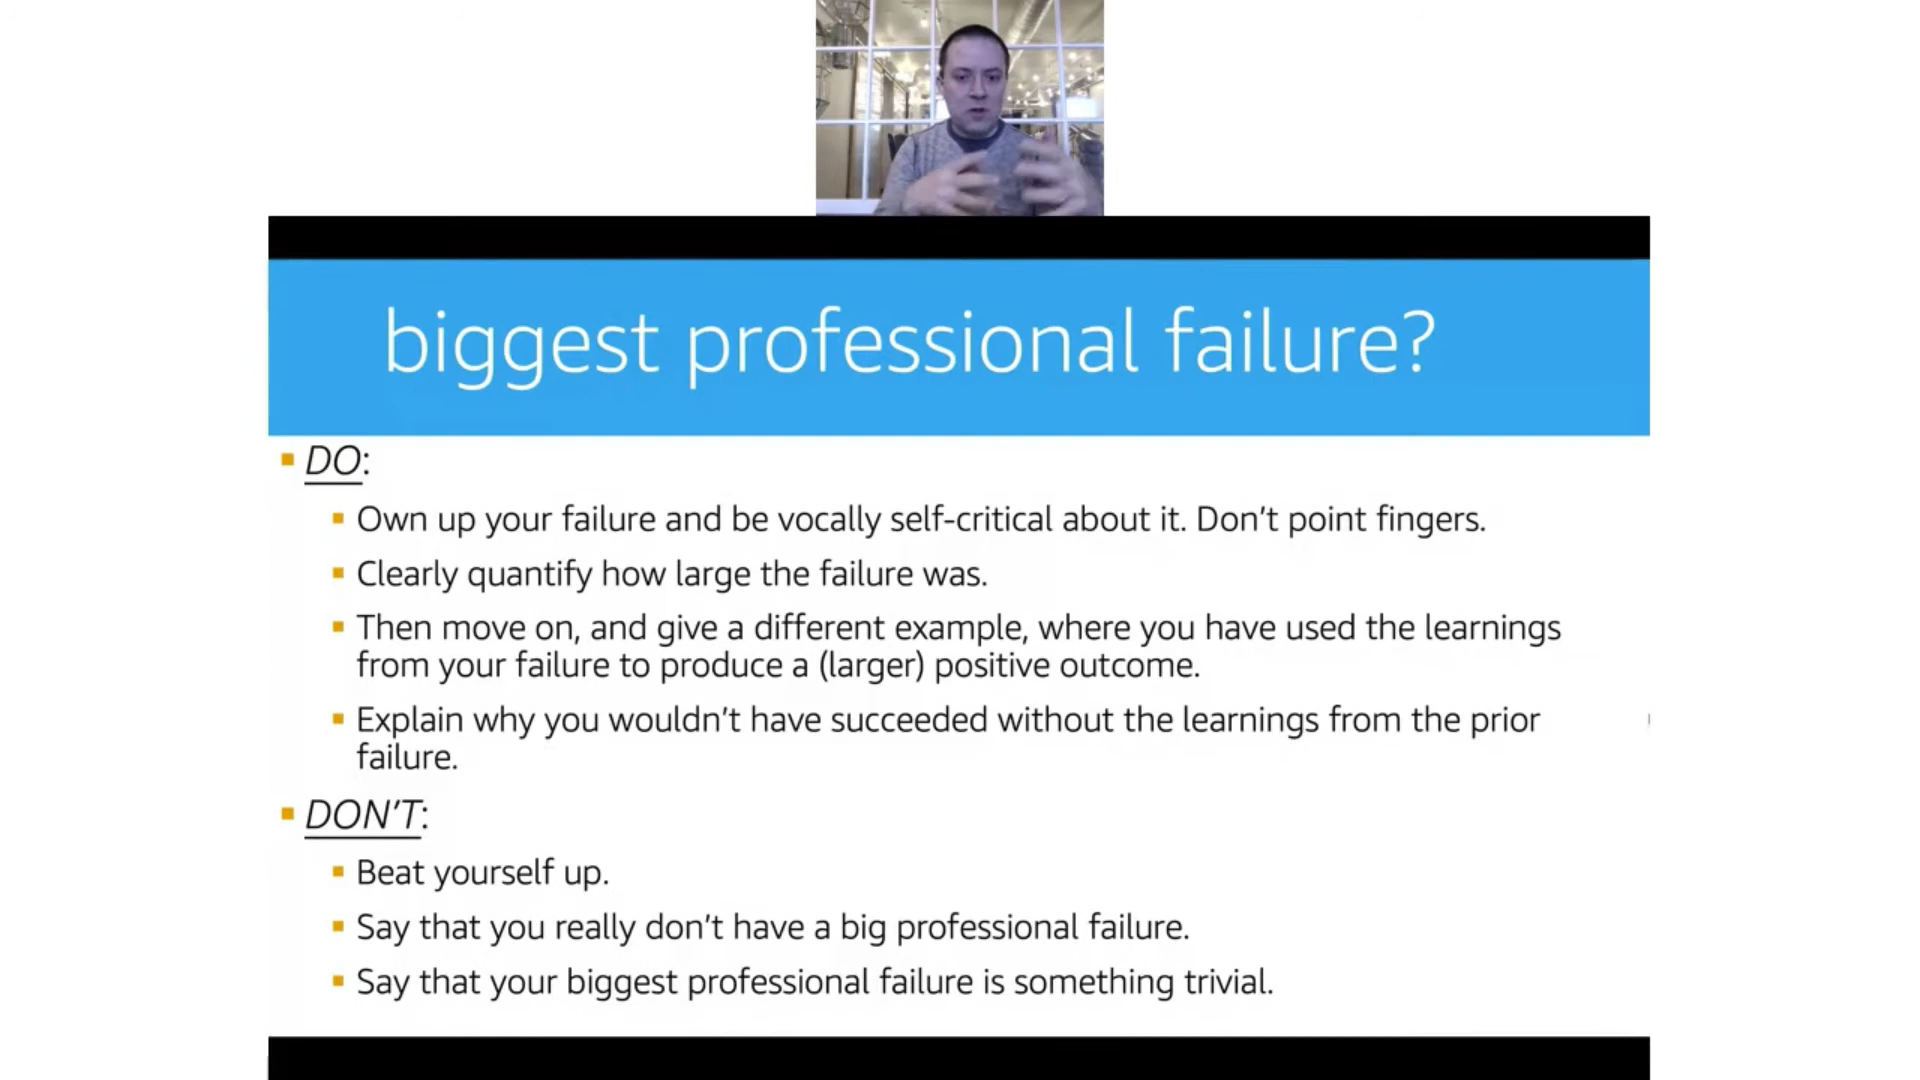 biggest professional failure?
DO:
Own up your failure and be vocally self-critical about it. Don’t point fingers.
Clearly quantify how large the failure was.
Then move on, and give a different example, where you have used the learnings
from your failure to produce a (larger) positive outcome.
Explain why you wouldn’t have succeeded without the learnings from the prior
failure.
DON’T:
Beat yourself up.
Say that you really don’t have a big professional failure.
Say that your biggest professional failure is something trivial.